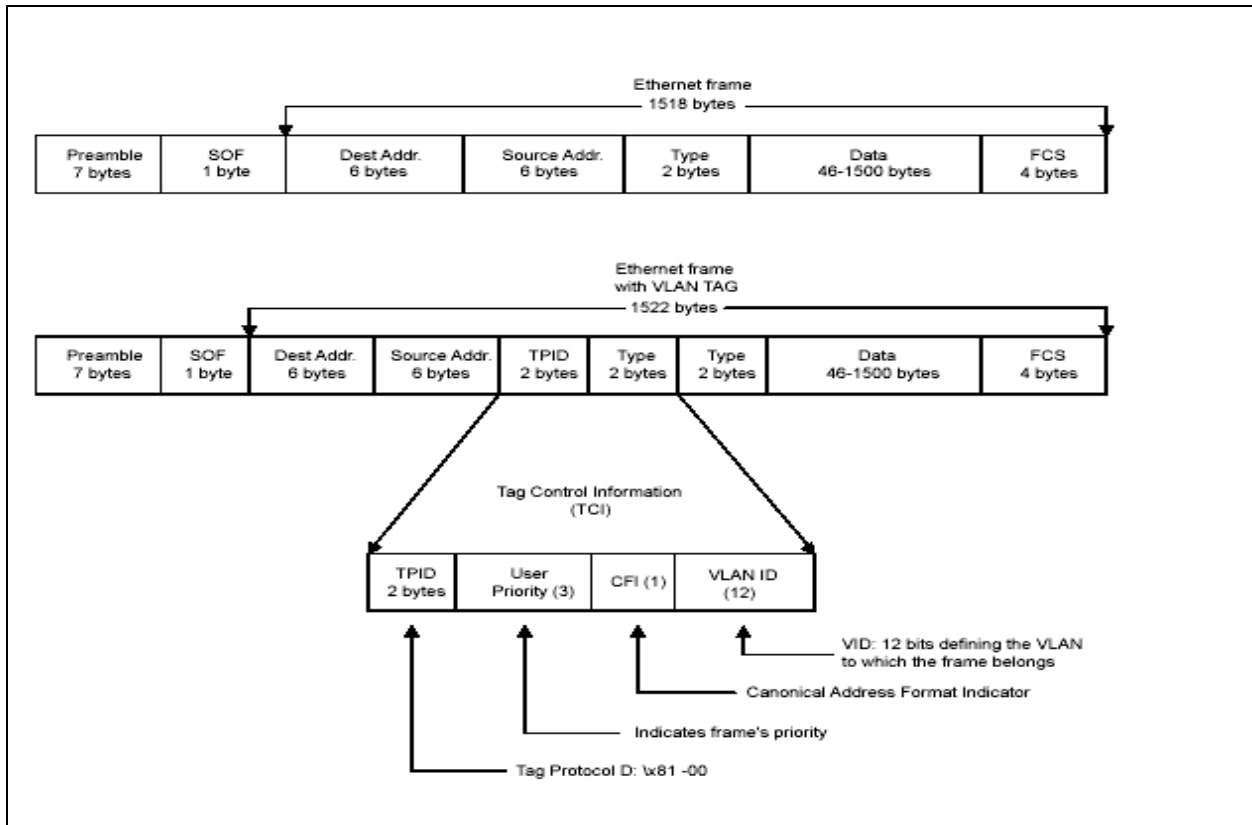 Ethernet frame
1518 bytes
Preamble
7 bytes
SOF
1 byte
Dest Addr.
6 bytes
Source Addr.
6 bytes
Type
2 bytes
Data
46-1500 bytes
FCS
4 bytes
Ethernet frame
with VLAN TAG
1522 bytes
Preamble
7 bytes
SOF
1 byte
Dest Addr.
6 bytes
Source Addr.
6 bytes
TPID
2 bytes
Type
2 bytes
Type
2 bytes
Data
46-1500 bytes
FCS
4 bytes
Tag Control Information
(TCI)
TPID
2 bytes
User
Priority (3)
CFI (1)
VLAN ID
(12)
VID: 12 bits defining the VLAN
to which the frame belongs
Canonical Address Format Indicator
Indicates frame's priority
Tag Protocol D: \x81 -00